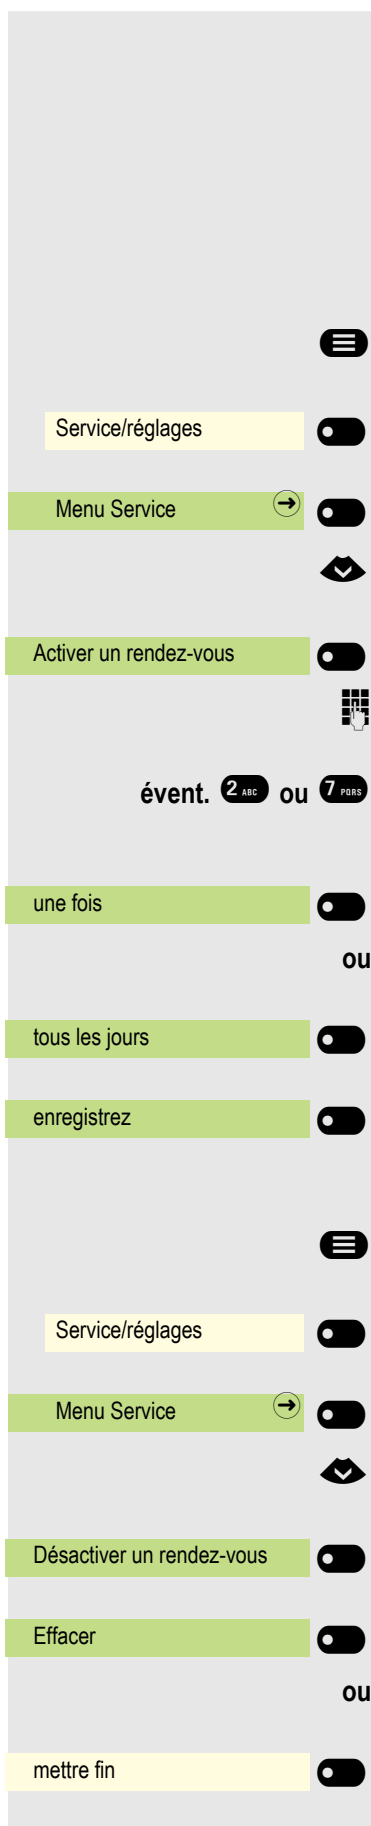 Service/réglages
Menu Service
Activer un rendez-vous
évent. 2 ABC ou 7 PQRS
une fois
ou
tous les jours
enregistrez
Service/réglages
Menu Service
Désactiver un rendez-vous
Effacer
ou
mettre fin